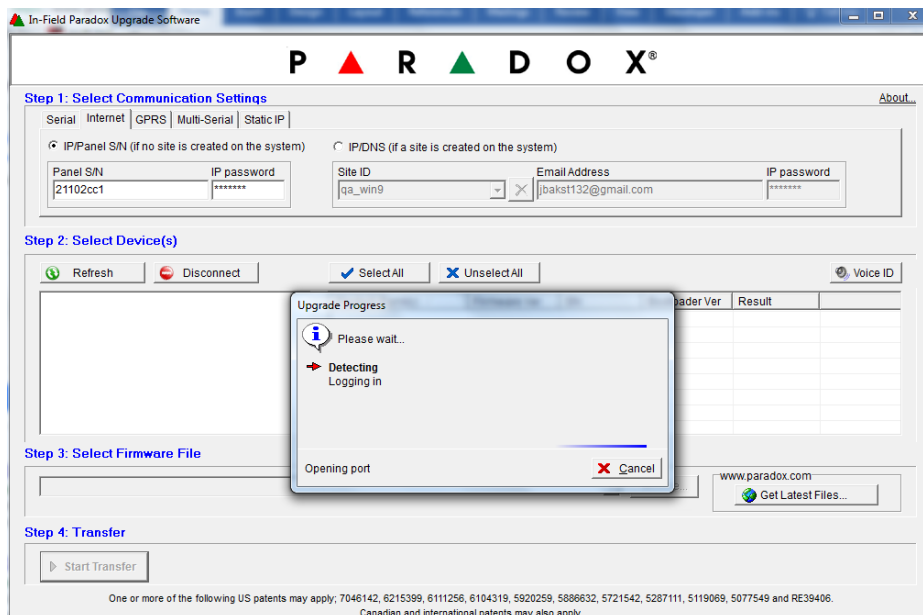 In-Field Paradox Upgrade Software
PARADOX®
Step 1: Select Communication Settings
About...
Serial Internet GPRS Multi-Serial Static IP
IP/Panel S/N (if no site is created on the system) IP/DNS (if a site is created on the system)
Panel S/N IP password Site ID Email Address IP password
21102cc1 ******* qa_win9 jbakst132@gmail.com *******
Step 2: Select Device(s)
Refresh Disconnect Select All Unselect All Voice ID
Ver Result
Upgrade Progress
Please wait...
Detecting
Logging in
Opening port Cancel
Step 3: Select Firmware File
www.paradox.com
Get Latest Files...
Step 4: Transfer
Start Transfer
One or more of the following US patents may apply; 7046142, 6215399, 6111256, 6104319, 5920259, 5886632, 5721542, 5287111, 5119069, 5077549 and RE39406.
Canadian and international patents may also apply